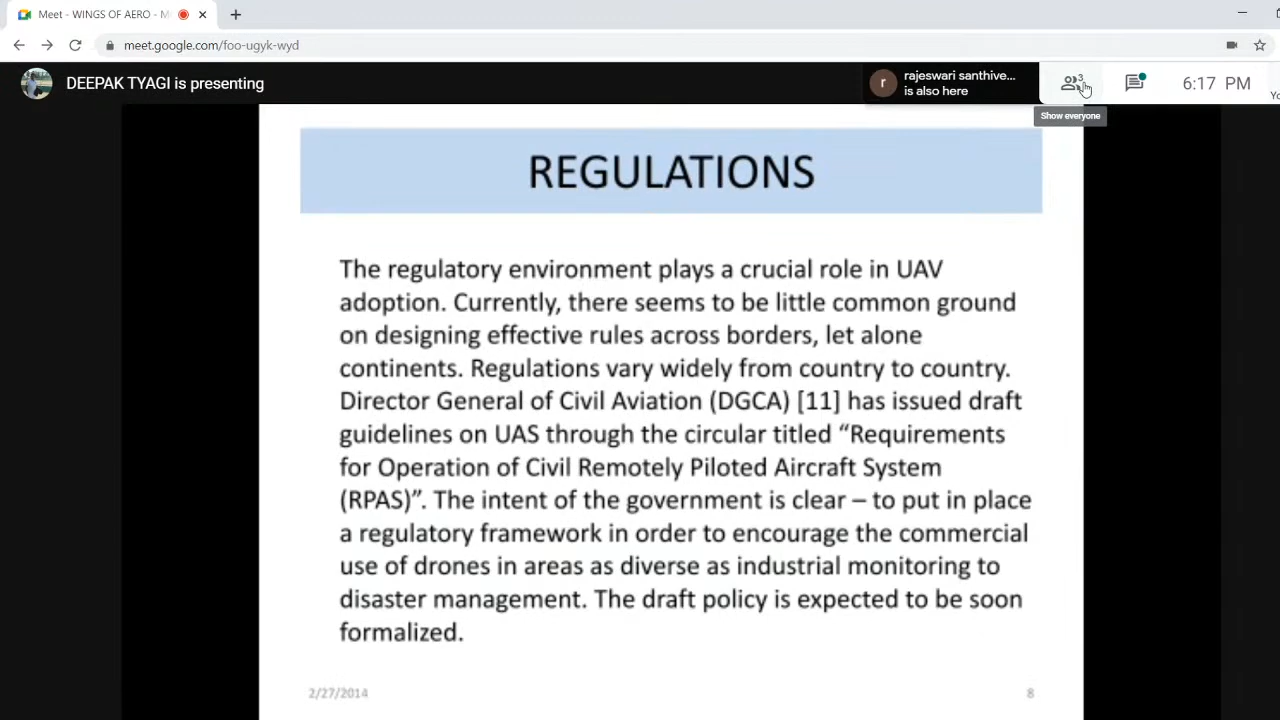 Meet - WINGS OF AERO - M
meet.google.com/foo-ugyk-wyd
DEEPAK TYAGI is presenting
r
rajeswari santhive...
is also here
3
6:17 PM
Show everyone
REGULATIONS
The regulatory environment plays a crucial role in UAV
adoption. Currently, there seems to be little common ground
on designing effective rules across borders, let alone
continents. Regulations vary widely from country to country.
Director General of Civil Aviation (DGCA) [11] has issued draft
guidelines on UAS through the circular titled “Requirements
for Operation of Civil Remotely Piloted Aircraft System
(RPAS)”. The intent of the government is clear – to put in place
a regulatory framework in order to encourage the commercial
use of drones in areas as diverse as industrial monitoring to
disaster management. The draft policy is expected to be soon
formalized.
2/27/2014
8